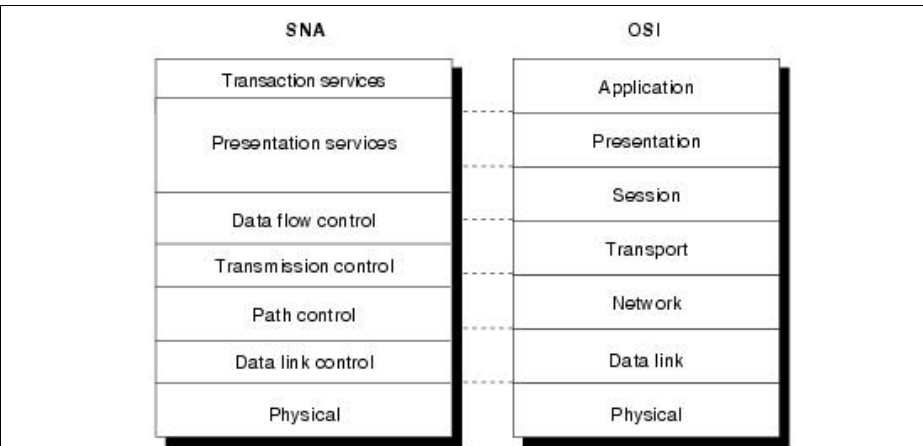 SNA
OSI
Transaction services
Application
Presentation services
Presentation
Session
Data flow control
Transport
Transmission control
Network
Path control
Data link control
Data link
Physical
Physical